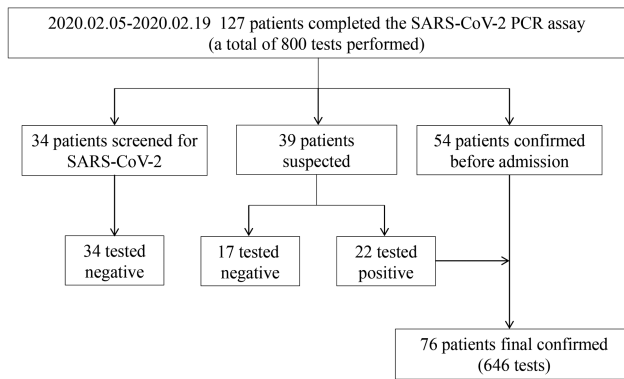 2020.02.05-2020.02.19  127 patients completed the SARS-CoV-2 PCR assay
(a total of 800 tests performed)
34 patients screened for
SARS-CoV-2
39 patients
suspected
54 patients confirmed
before admission
34 tested
negative
17 tested
negative
22 tested
positive
76 patients final confirmed
(646 tests)